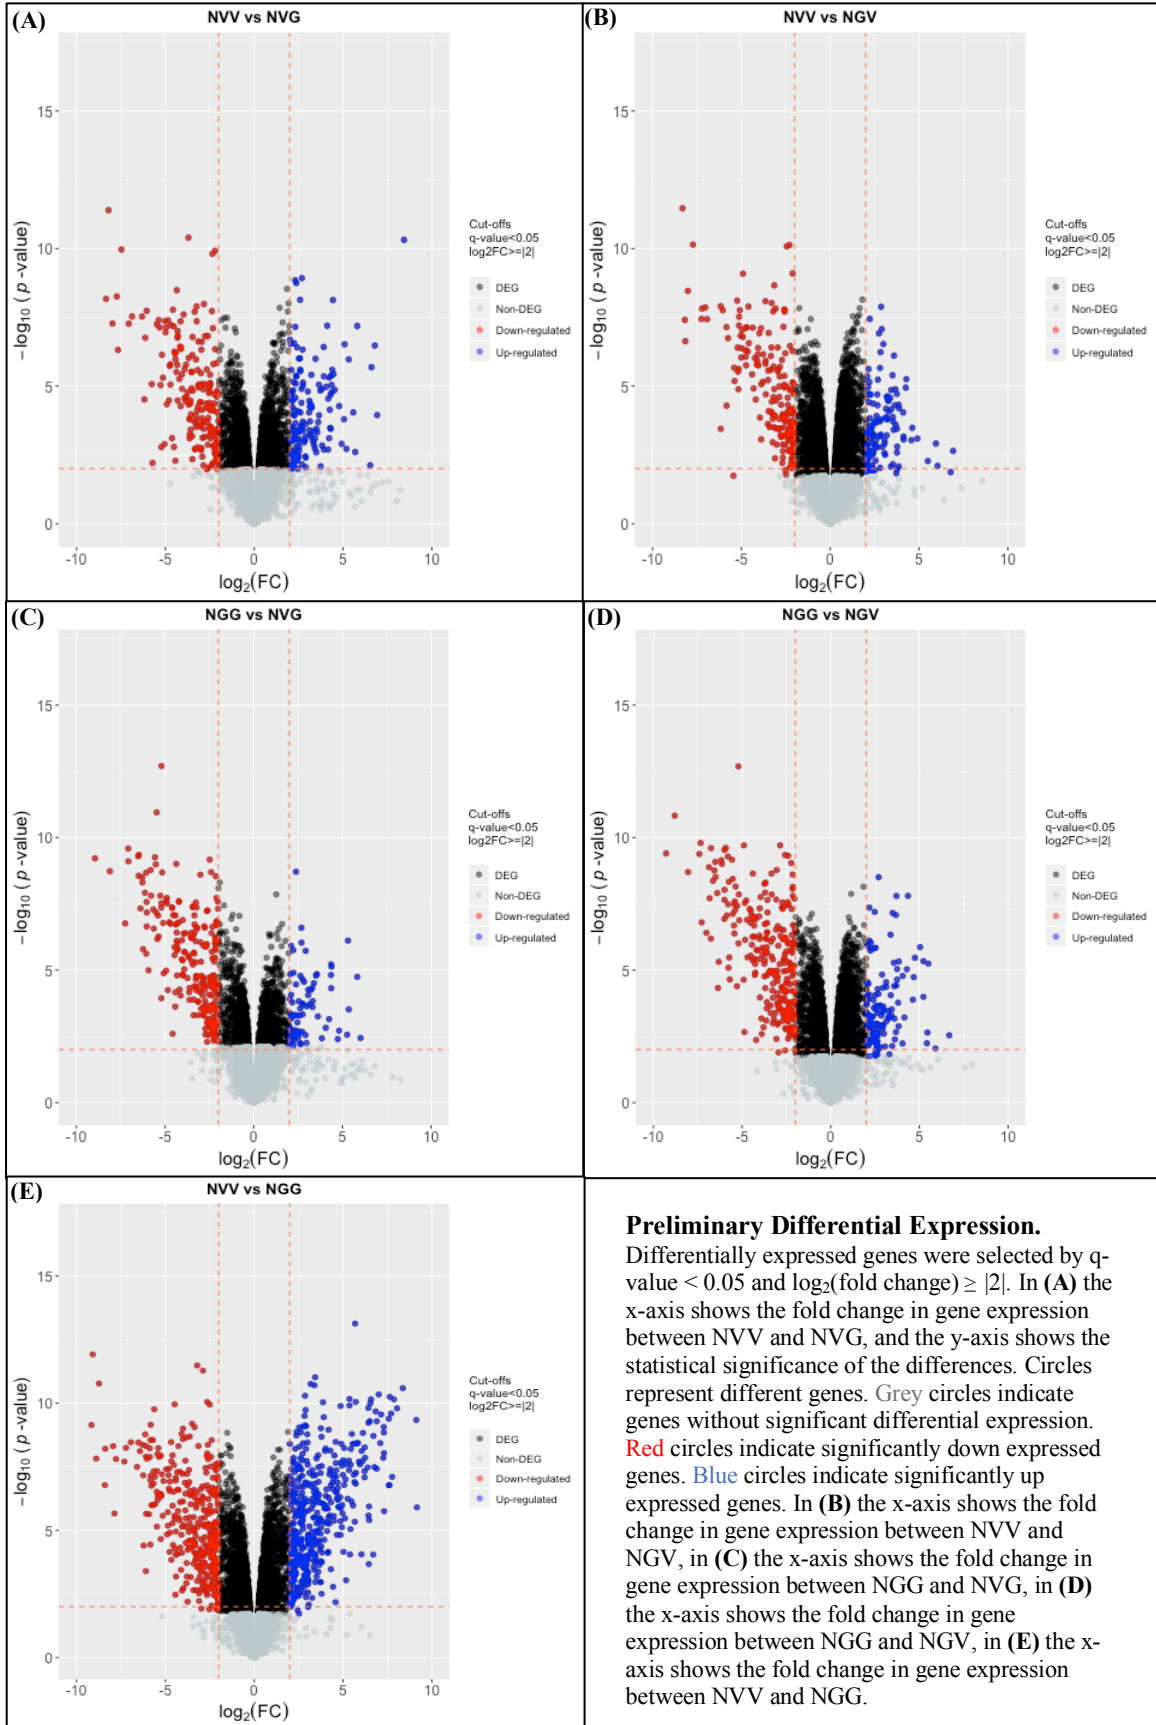 (A)
NVV vs NVG
15
10
5
0
-10
-5
0
5
10
−log10 ( p -value)
log2(FC)
Cut-offs
q-value<0.05
log2FC>=|2|
DEG
Non-DEG
Down-regulated
Up-regulated
(B)
NVV vs NGV
15
10
5
0
-10
-5
0
5
10
−log10 ( p -value)
log2(FC)
Cut-offs
q-value<0.05
log2FC>=|2|
DEG
Non-DEG
Down-regulated
Up-regulated
(C)
NGG vs NVG
15
10
5
0
-10
-5
0
5
10
−log10 ( p -value)
log2(FC)
Cut-offs
q-value<0.05
log2FC>=|2|
DEG
Non-DEG
Down-regulated
Up-regulated
(D)
NGG vs NGV
15
10
5
0
-10
-5
0
5
10
−log10 ( p -value)
log2(FC)
Cut-offs
q-value<0.05
log2FC>=|2|
DEG
Non-DEG
Down-regulated
Up-regulated
(E)
NVV vs NGG
15
10
5
0
-10
-5
0
5
10
−log10 ( p -value)
log2(FC)
Cut-offs
q-value<0.05
log2FC>=|2|
DEG
Non-DEG
Down-regulated
Up-regulated
Preliminary Differential Expression.
Differentially expressed genes were selected by q-
value < 0.05 and log2(fold change) ≥ |2|. In (A) the
x-axis shows the fold change in gene expression
between NVV and NVG, and the y-axis shows the
statistical significance of the differences. Circles
represent different genes. Grey circles indicate
genes without significant differential expression.
Red circles indicate significantly down expressed
genes. Blue circles indicate significantly up
expressed genes. In (B) the x-axis shows the fold
change in gene expression between NVV and
NGV, in (C) the x-axis shows the fold change in
gene expression between NGG and NVG, in (D)
the x-axis shows the fold change in gene
expression between NGG and NGV, in (E) the x-
axis shows the fold change in gene expression
between NVV and NGG.